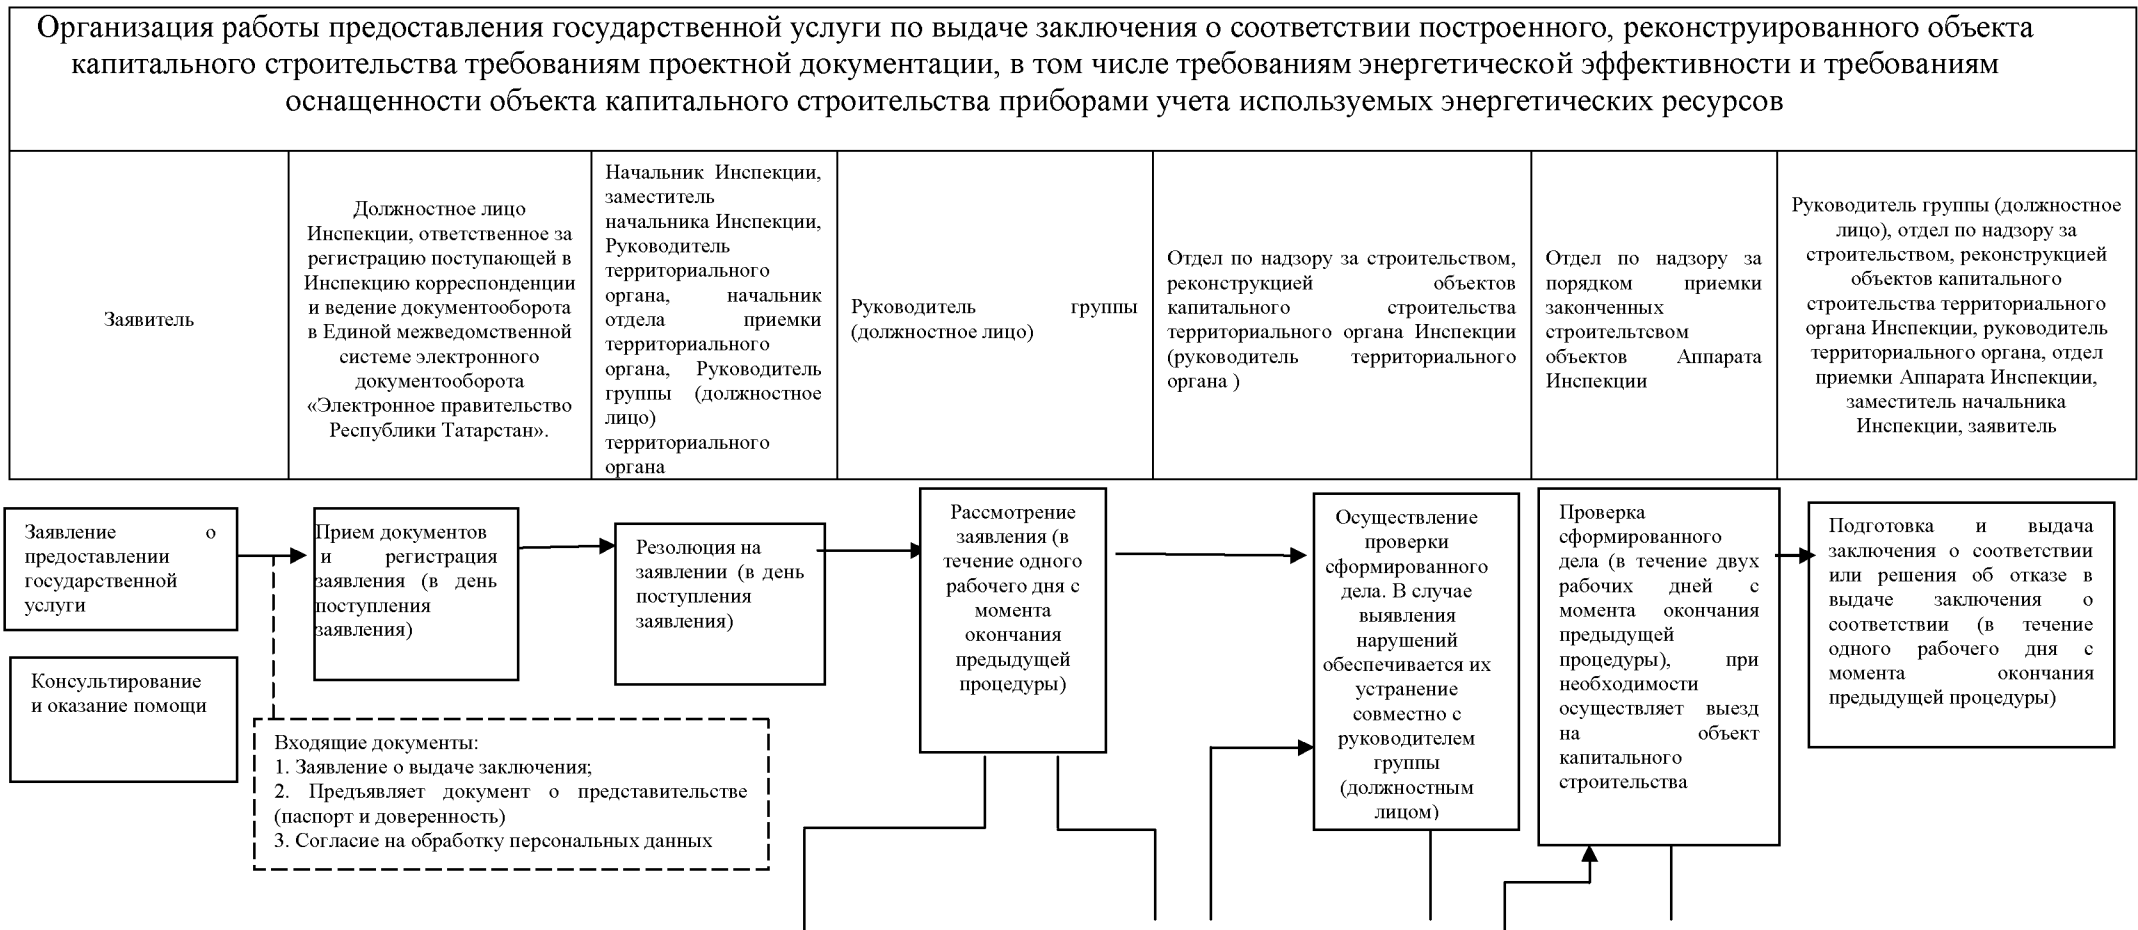 Организация работы предоставления государственной услуги по выдаче заключения о соответствии построенного, реконструированного объекта
капитального строительства требованиям проектной документации, в том числе требованиям энергетической эффективности и требованиям
оснащенности объекта капитального строительства приборами учета используемых энергетических ресурсов
Заявитель
Должностное лицо
Инспекции, ответственное за
регистрацию поступающей в
Инспекцию корреспонденции
и ведение документооборота
в Единой межведомственной
системе электронного
документооборота
«Электронное правительство
Республики Татарстан».
Начальник Инспекции,
заместитель
начальника Инспекции,
Руководитель
территориального
органа, начальник
отдела приемки
территориального
органа, Руководитель
группы (должностное
лицо)
территориального
органа
Руководитель группы
(должностное лицо)
Отдел по надзору за строительством,
реконструкцией объектов
капитального строительства
территориального органа Инспекции
(руководитель территориального
органа )
Отдел по надзору за
порядком приемки
законченных
строительтсвом
объектов Аппарата
Инспекции
Руководитель группы (должностное
лицо), отдел по надзору за
строительством, реконструкцией
объектов капитального
строительства территориального
органа Инспекции, руководитель
территориального органа, отдел
приемки Аппарата Инспекции,
заместитель начальника
Инспекции, заявитель
Заявление о
предоставлении
государственной
услуги
Консультирование
и оказание помощи
Прием документов
и регистрация
заявления (в день
поступления
заявления)
Входящие документы:
1. Заявление о выдаче заключения;
2. Предъявляет документ о представительстве
(паспорт и доверенность)
3. Согласие на обработку персональных данных
Резолюция на
заявлении (в день
поступления
заявления)
Рассмотрение
заявления (в
течение одного
рабочего дня с
момента
окончания
предыдущей
процедуры)
Осуществление
проверки
сформированного
дела. В случае
выявления
нарушений
обеспечивается их
устранение
совместно с
руководителем
группы
(должностным
лицом)
Проверка
сформированного
дела (в течение двух
рабочих дней с
момента окончания
предыдущей
процедуры), при
необходимости
осуществляет выезд
на объект
капитального
строительства
Подготовка и выдача
заключения о соответствии
или решения об отказе в
выдаче заключения о
соответствии (в течение
одного рабочего дня с
момента окончания
предыдущей процедуры)